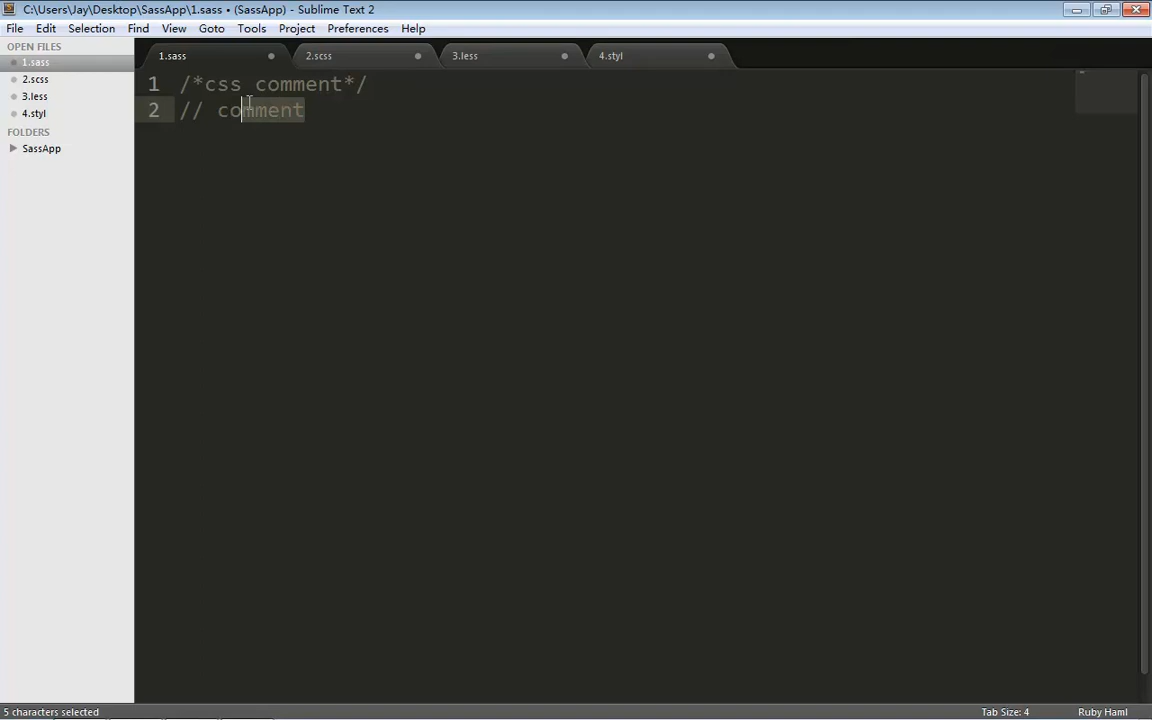 C:\Users\Jay\Desktop\SassApp\1.sass • (SassApp) - Sublime Text 2
File Edit Selection Find View Goto Tools Project Preferences Help
OPEN FILES
1.sass
2.scss
3.less
4.styl
FOLDERS
SassApp
1.sass 2.scss 3.less 4.styl
1 /*css comment*/
2 // comment
5 characters selected Tab Size: 4 Ruby Haml